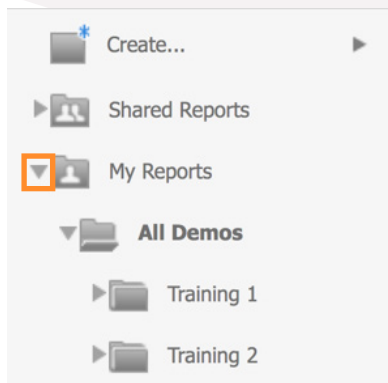 Create...
Shared Reports
My Reports
All Demos
Training 1
Training 2